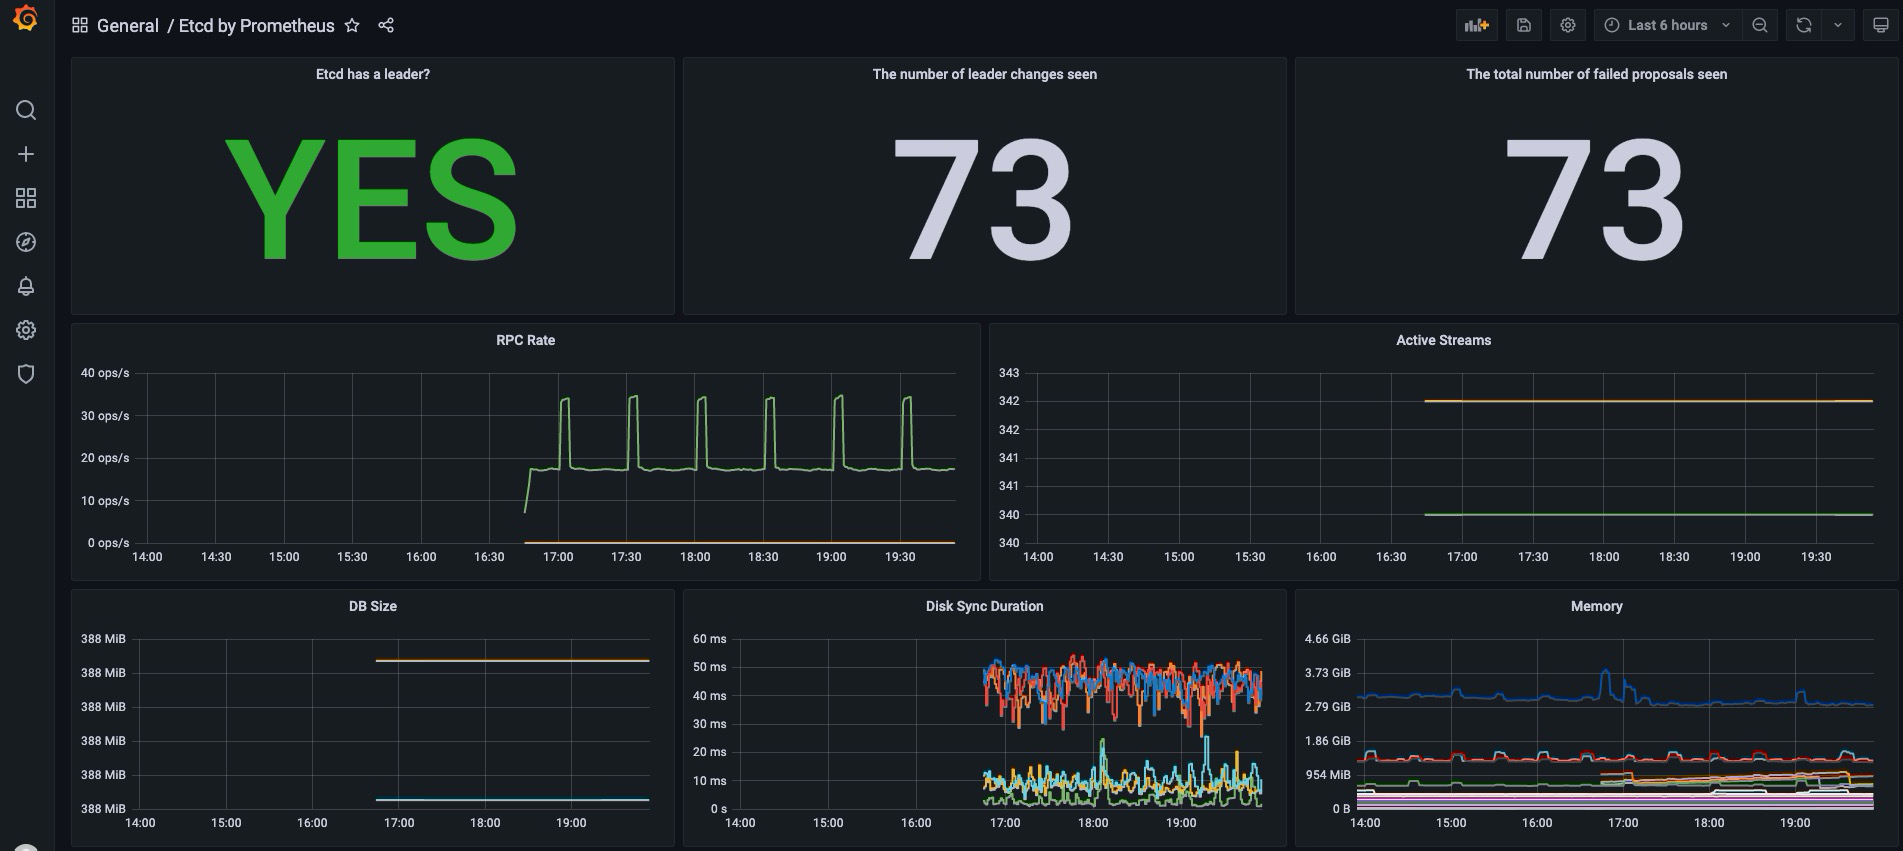 General / Etcd by Prometheus
Last 6 hours
Etcd has a leader?
YES
The number of leader changes seen
73
The total number of failed proposals seen
73
RPC Rate
40 ops/s
30 ops/s
20 ops/s
10 ops/s
0 ops/s
14:00 14:30 15:00 15:30 16:00 16:30 17:00 17:30 18:00 18:30 19:00 19:30
Active Streams
343
342
342
341
341
340
340
14:00 14:30 15:00 15:30 16:00 16:30 17:00 17:30 18:00 18:30 19:00 19:30
DB Size
388 MiB
388 MiB
388 MiB
388 MiB
388 MiB
388 MiB
14:00 15:00 16:00 17:00 18:00 19:00
Disk Sync Duration
60 ms
50 ms
40 ms
30 ms
20 ms
10 ms
0 s
14:00 15:00 16:00 17:00 18:00 19:00
Memory
4.66 GiB
3.73 GiB
2.79 GiB
1.86 GiB
954 MiB
0 B
14:00 15:00 16:00 17:00 18:00 19:00